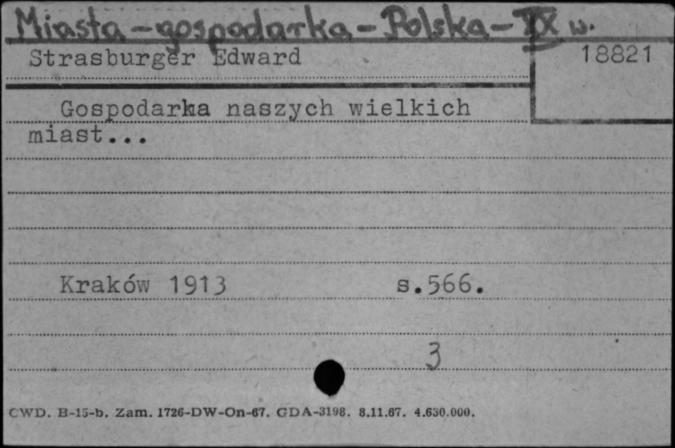 Miasta - gospodarka - Polska - XX w.
Strasburger Edward 18821
Gospodarka naszych wielkich
miast...
Kraków 1913 s.566.
3
CWD. B-15-b. Zam. 1726-DW-On-67. GDA-3198. 8.11.67. 4.630.000.